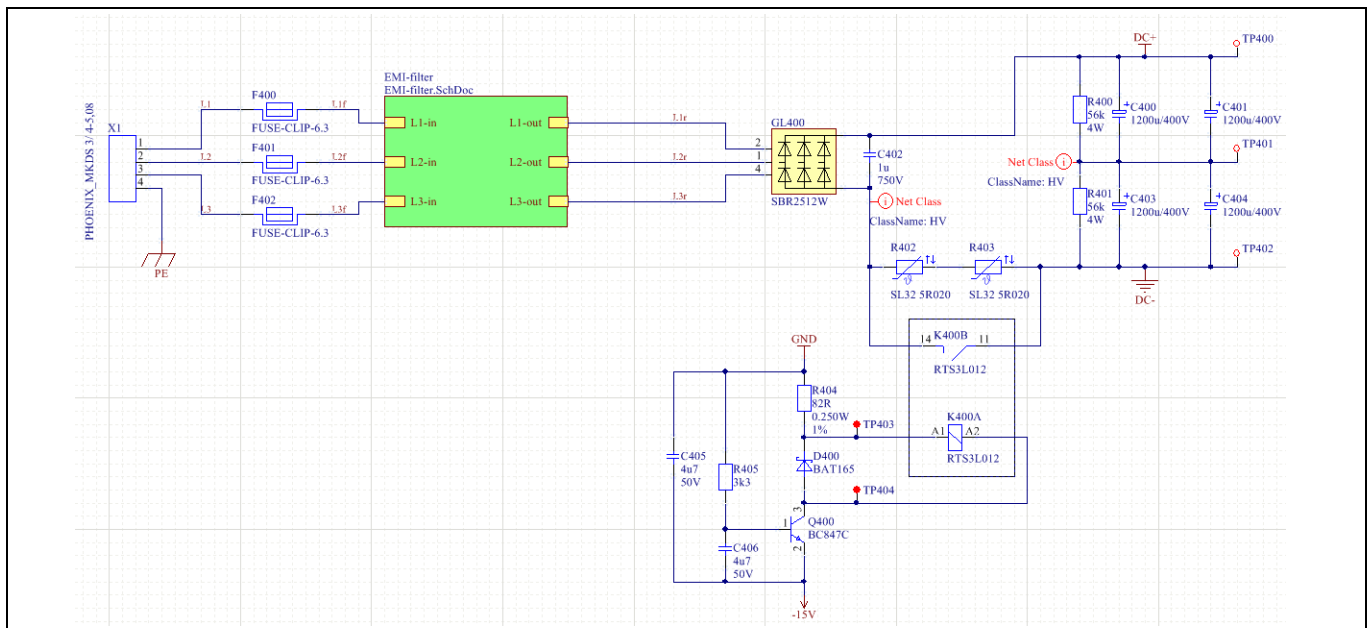 EMI-filter
EMI-filter.SchDoc
PHOENIX_MKDS 3/ 4-5,08
X1
1
2
3
4
PE
L1
L2
L3
F400
FUSE-CLIP-6.3
F401
FUSE-CLIP-6.3
F402
FUSE-CLIP-6.3
L1f
L2f
L3f
L1-in
L2-in
L3-in
L1-out
L2-out
L3-out
L1r
L2r
L3r
GL400
2
1
4
SBR2512W
C402
1u
750V
Net Class
ClassName: HV
DC+
TP400
R400
56k
4W
C400
1200u/400V
C401
1200u/400V
TP401
Net Class
ClassName: HV
R401
56k
4W
C403
1200u/400V
C404
1200u/400V
TP402
DC-
R402
SL32 5R020
R403
SL32 5R020
14
K400B
11
RTS3L012
K400A
A1
A2
RTS3L012
GND
R404
82R
0.250W
1%
TP403
D400
BAT165
TP404
C405
4u7
50V
R405
3k3
C406
4u7
50V
3
1
2
Q400
BC847C
-15V